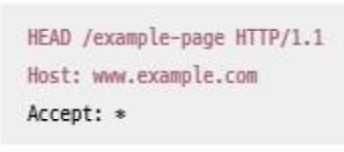 HEAD /example-page HTTP/1.1
Host: www.example.com
Accept: *